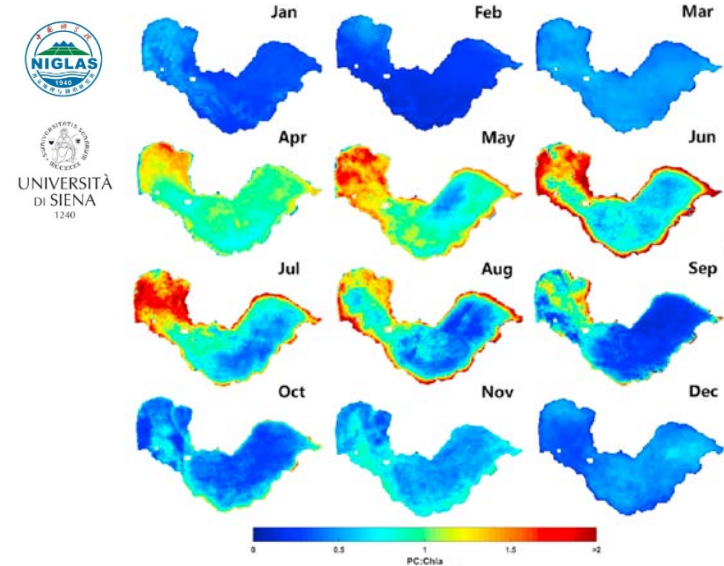 Jan
Feb
Mar
NIGLAS
1940
UNIVERSITÀ
DI SIENA
1240
Apr
May
Jun
Jul
Aug
Sep
Oct
Nov
Dec
0
0.5
1
1.5
>2
PC:Chla